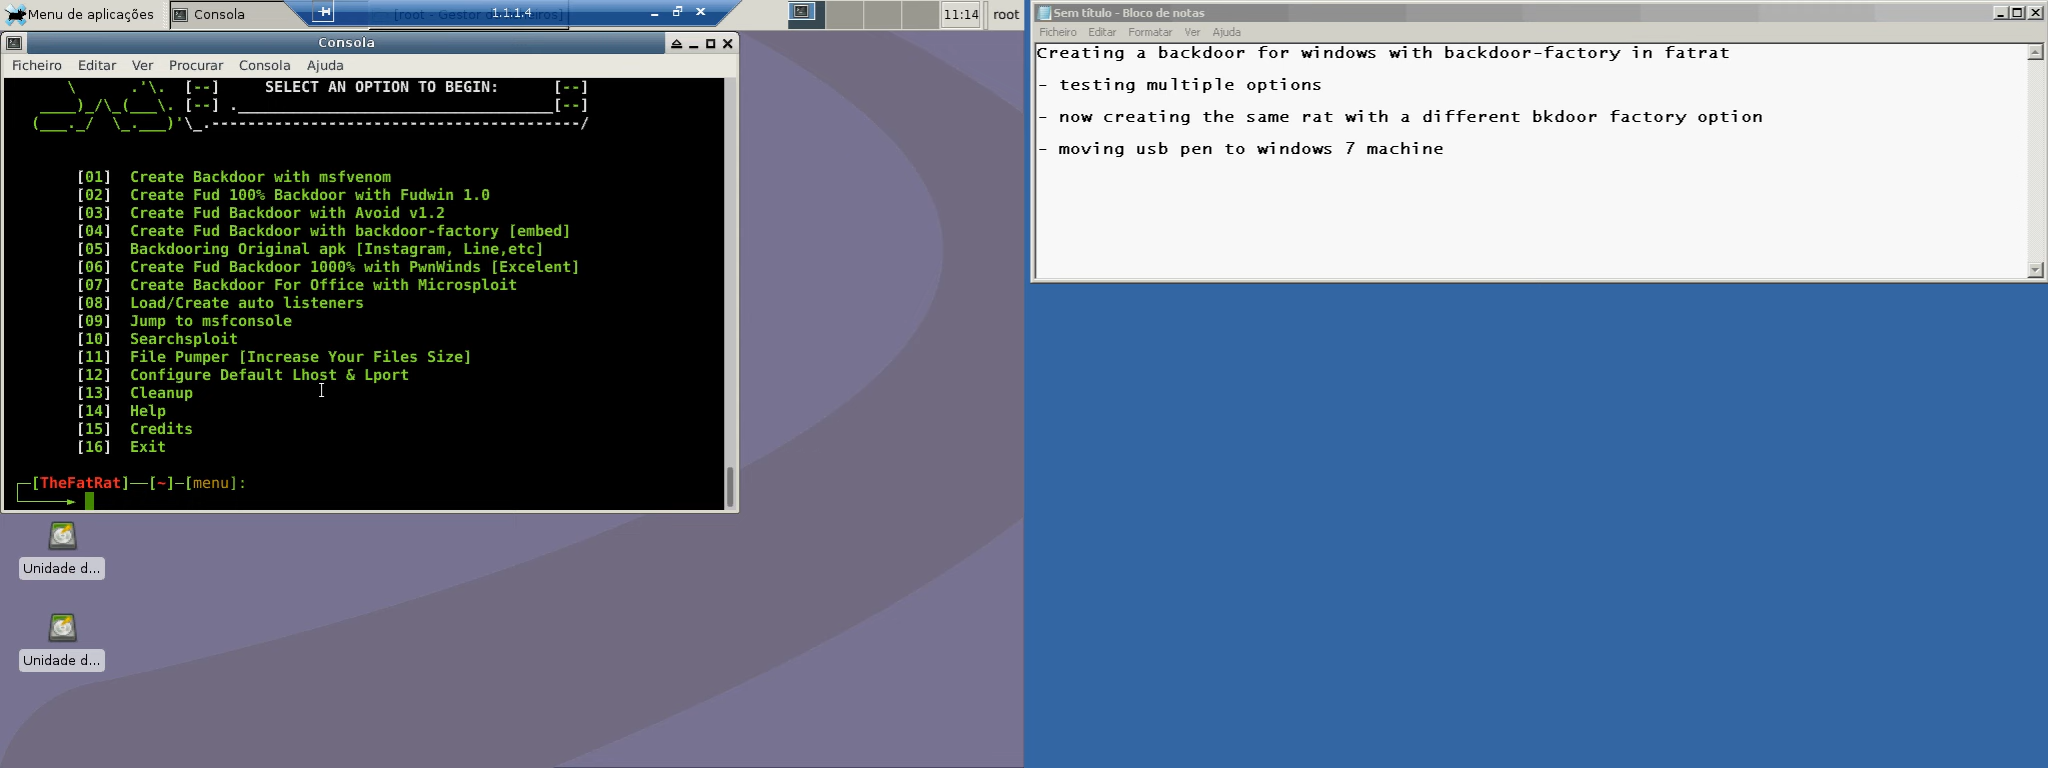 Menu de aplicações
Consola
[root - Gestor d
1.1.1.4
11:14
root
Consola
Ficheiro Editar Ver Procurar Consola Ajuda
[--] SELECT AN OPTION TO BEGIN: [--]
[01] Create Backdoor with msfvenom
[02] Create Fud 100% Backdoor with Fudwin 1.0
[03] Create Fud Backdoor with Avoid v1.2
[04] Create Fud Backdoor with backdoor-factory [embed]
[05] Backdooring Original apk [Instagram, Line,etc]
[06] Create Fud Backdoor 1000% with PwnWinds [Excelent]
[07] Create Backdoor For Office with Microsploit
[08] Load/Create auto listeners
[09] Jump to msfconsole
[10] Searchsploit
[11] File Pumper [Increase Your Files Size]
[12] Configure Default Lhost & Lport
[13] Cleanup
[14] Help
[15] Credits
[16] Exit
[TheFatRat]—[~]—[menu]:
Unidade d...
Unidade d...
Sem título - Bloco de notas
Ficheiro Editar Formatar Ver Ajuda
Creating a backdoor for windows with backdoor-factory in fatrat
- testing multiple options
- now creating the same rat with a different bkdoor factory option
- moving usb pen to windows 7 machine